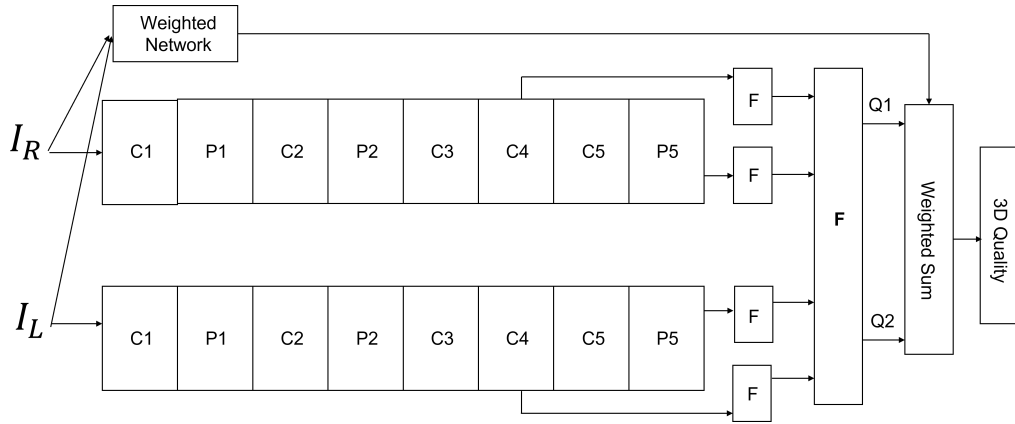 Weighted
Network
I_R
C1 P1 C2 P2 C3 C4 C5 P5
F
F
F
Q1
Q2
Weighted Sum
3D Quality
I_L
C1 P1 C2 P2 C3 C4 C5 P5
F
F